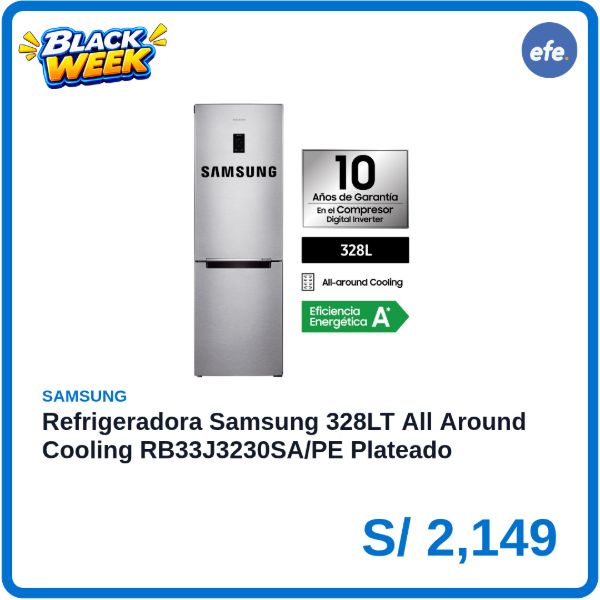 BLACK
WEEK
efe.
SAMSUNG
10
Años de Garantía
En el Compresor
Digital Inverter
328L
All-around Cooling
Eficiencia
Energética A*
SAMSUNG
Refrigeradora Samsung 328LT All Around
Cooling RB33J3230SA/PE Plateado
S/ 2,149